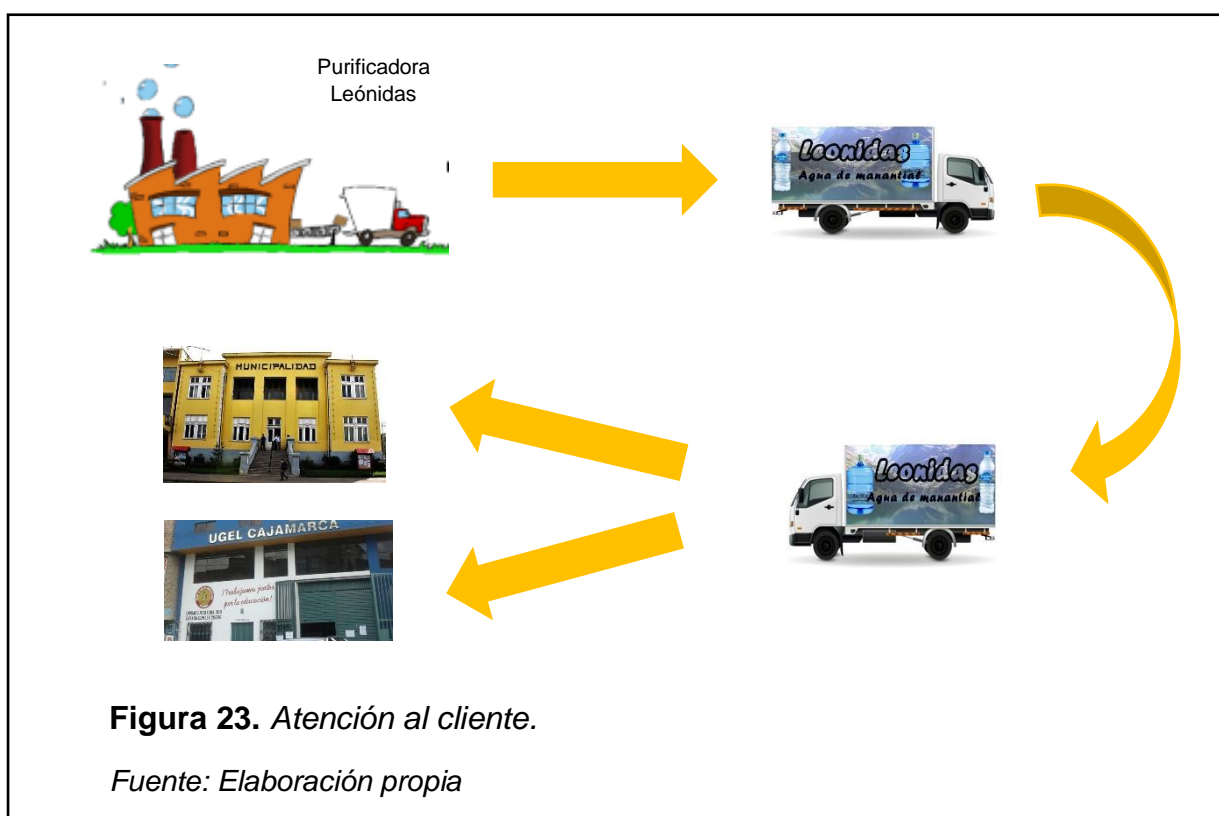 Purificadora
Leónidas
Leonidas
Agua de manantial
MUNICIPALIDAD
Leonidas
Agua de manantial
UGEL CAJAMARCA
¡Trabajamos juntos
por la educación!
Figura 23. Atención al cliente.
Fuente: Elaboración propia